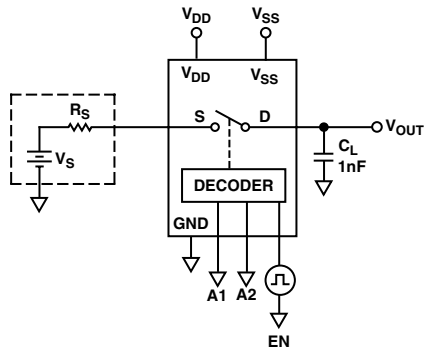 VDD
VSS
VDD
VSS
RS
S
D
VOUT
VS
CL
1nF
DECODER
GND
A1
A2
EN